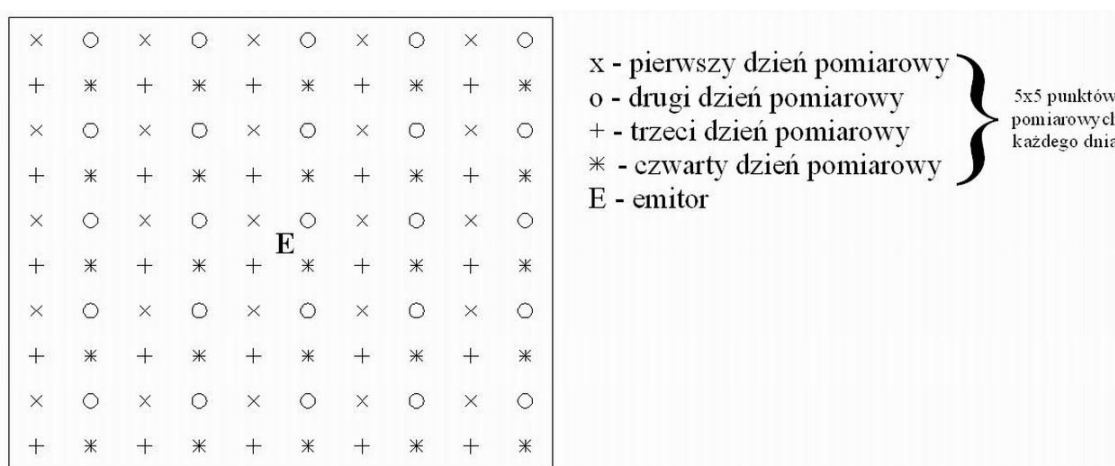 x - pierwszy dzień pomiarowy
o - drugi dzień pomiarowy
+ - trzeci dzień pomiarowy
* - czwarty dzień pomiarowy
E - emitor
5x5 punktów
pomiarowych
każdego dnia
E